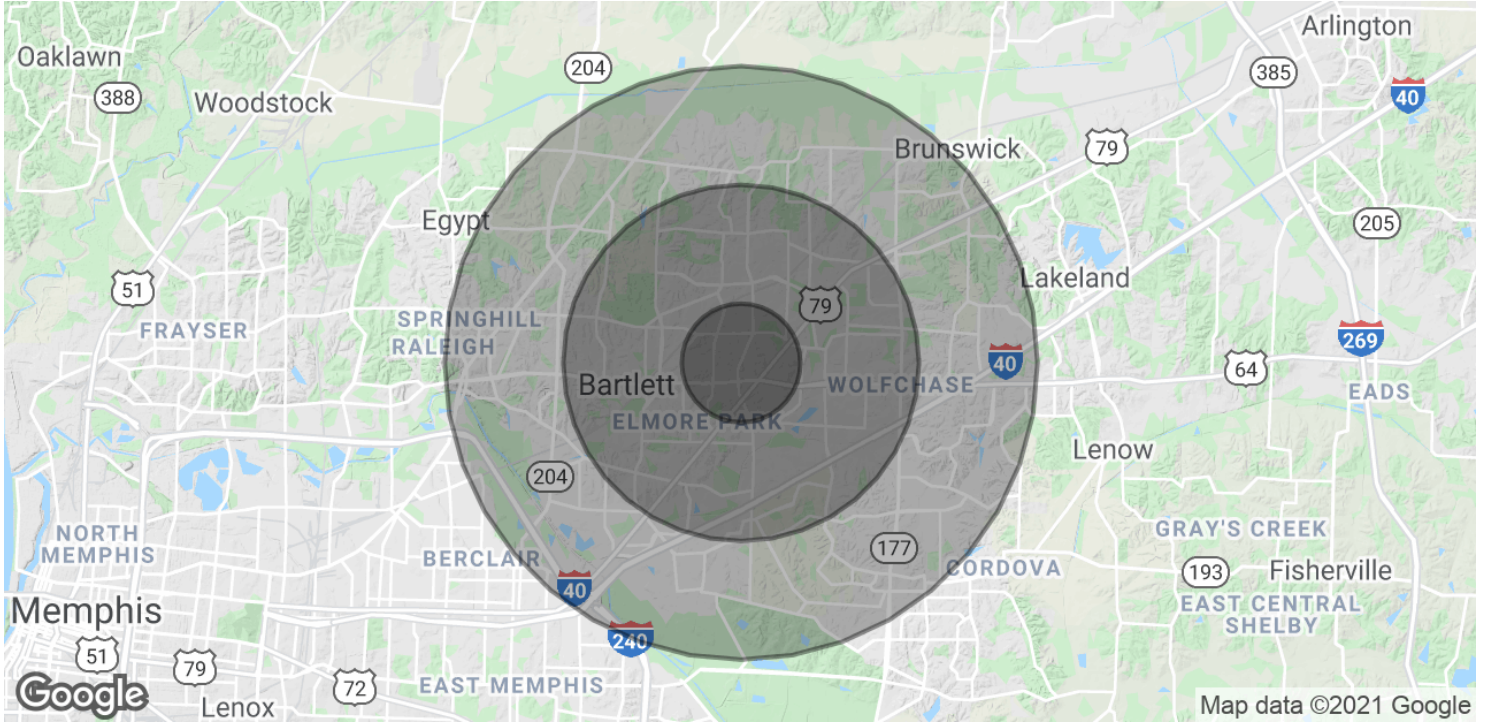 Oaklawn
204
Arlington
385
388
Woodstock
40
Brunswick
79
Egypt
205
51
Lakeland
79
FRAYSER
SPRINGHILL
RALEIGH
269
40
64
Bartlett
WOLFCHASE
EADS
ELMORE PARK
Lenow
204
NORTH
MEMPHIS
GRAY'S CREEK
177
BERCLAIR
CORDOVA
193
Fisherville
40
EAST CENTRAL
SHELBY
Memphis
240
51
79
72
EAST MEMPHIS
Google
Lenox
Map data ©2021 Google